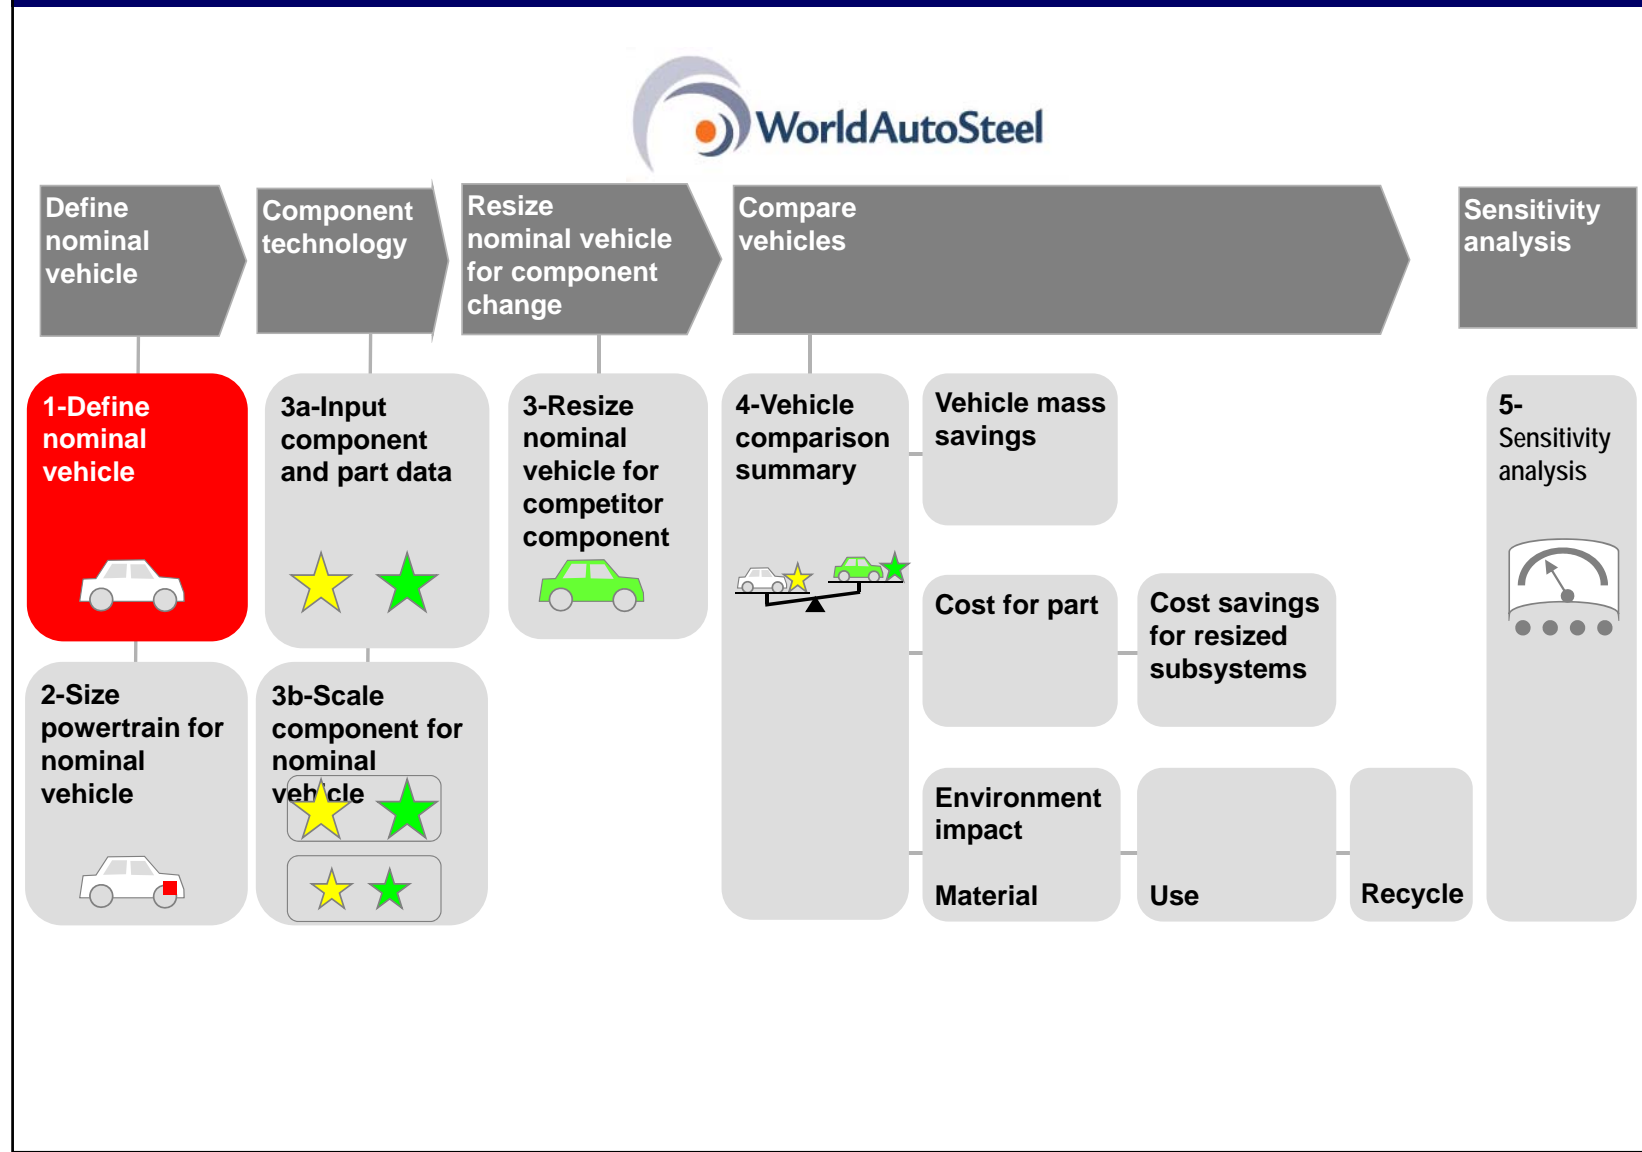 WorldAutoSteel
Define
nominal
vehicle
Component
technology
Resize
nominal vehicle
for component
change
Compare
vehicles
Sensitivity
analysis
1-Define
nominal
vehicle
3a-Input
component
and part data
3-Resize
nominal
vehicle for
competitor
component
4-Vehicle
comparison
summary
Vehicle mass
savings
5-
Sensitivity
analysis
Cost for part
Cost savings
for resized
subsystems
2-Size
powertrain for
nominal
vehicle
3b-Scale
component for
nominal
vehicle
Environment
impact
Material
Use
Recycle